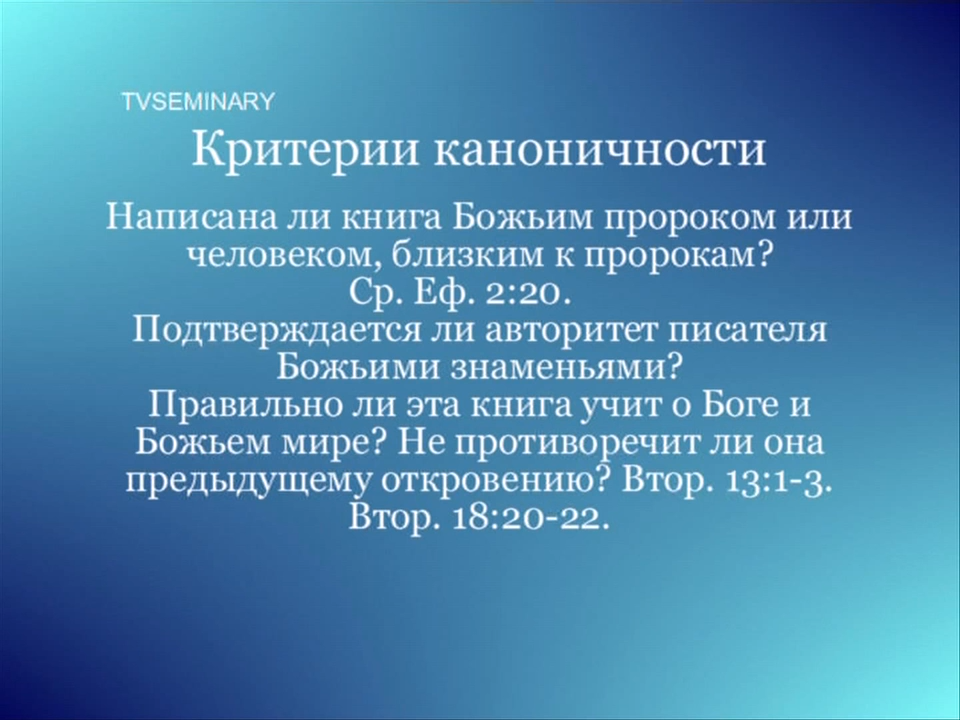 TVSEMINARY
Критерии каноничности
Написана ли книга Божьим пророком или
человеком, близким к пророкам?
Ср. Еф. 2:20.
Подтверждается ли авторитет писателя
Божьими знаменьями?
Правильно ли эта книга учит о Боге и
Божьем мире? Не противоречит ли она
предыдущему откровению? Втор. 13:1-3.
Втор. 18:20-22.